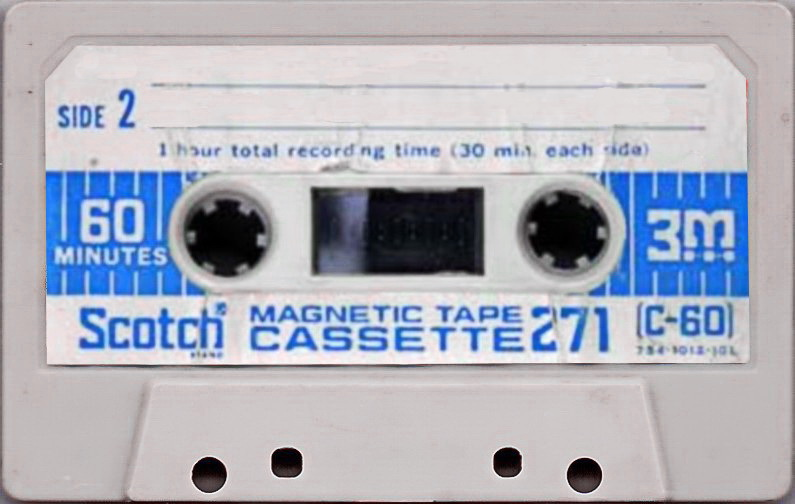 SIDE 2
1 hour total recording time (30 min. each side)
60
MINUTES
3M
Scotch
BRAND
MAGNETIC TAPE
CASSETTE 271
(C-60)